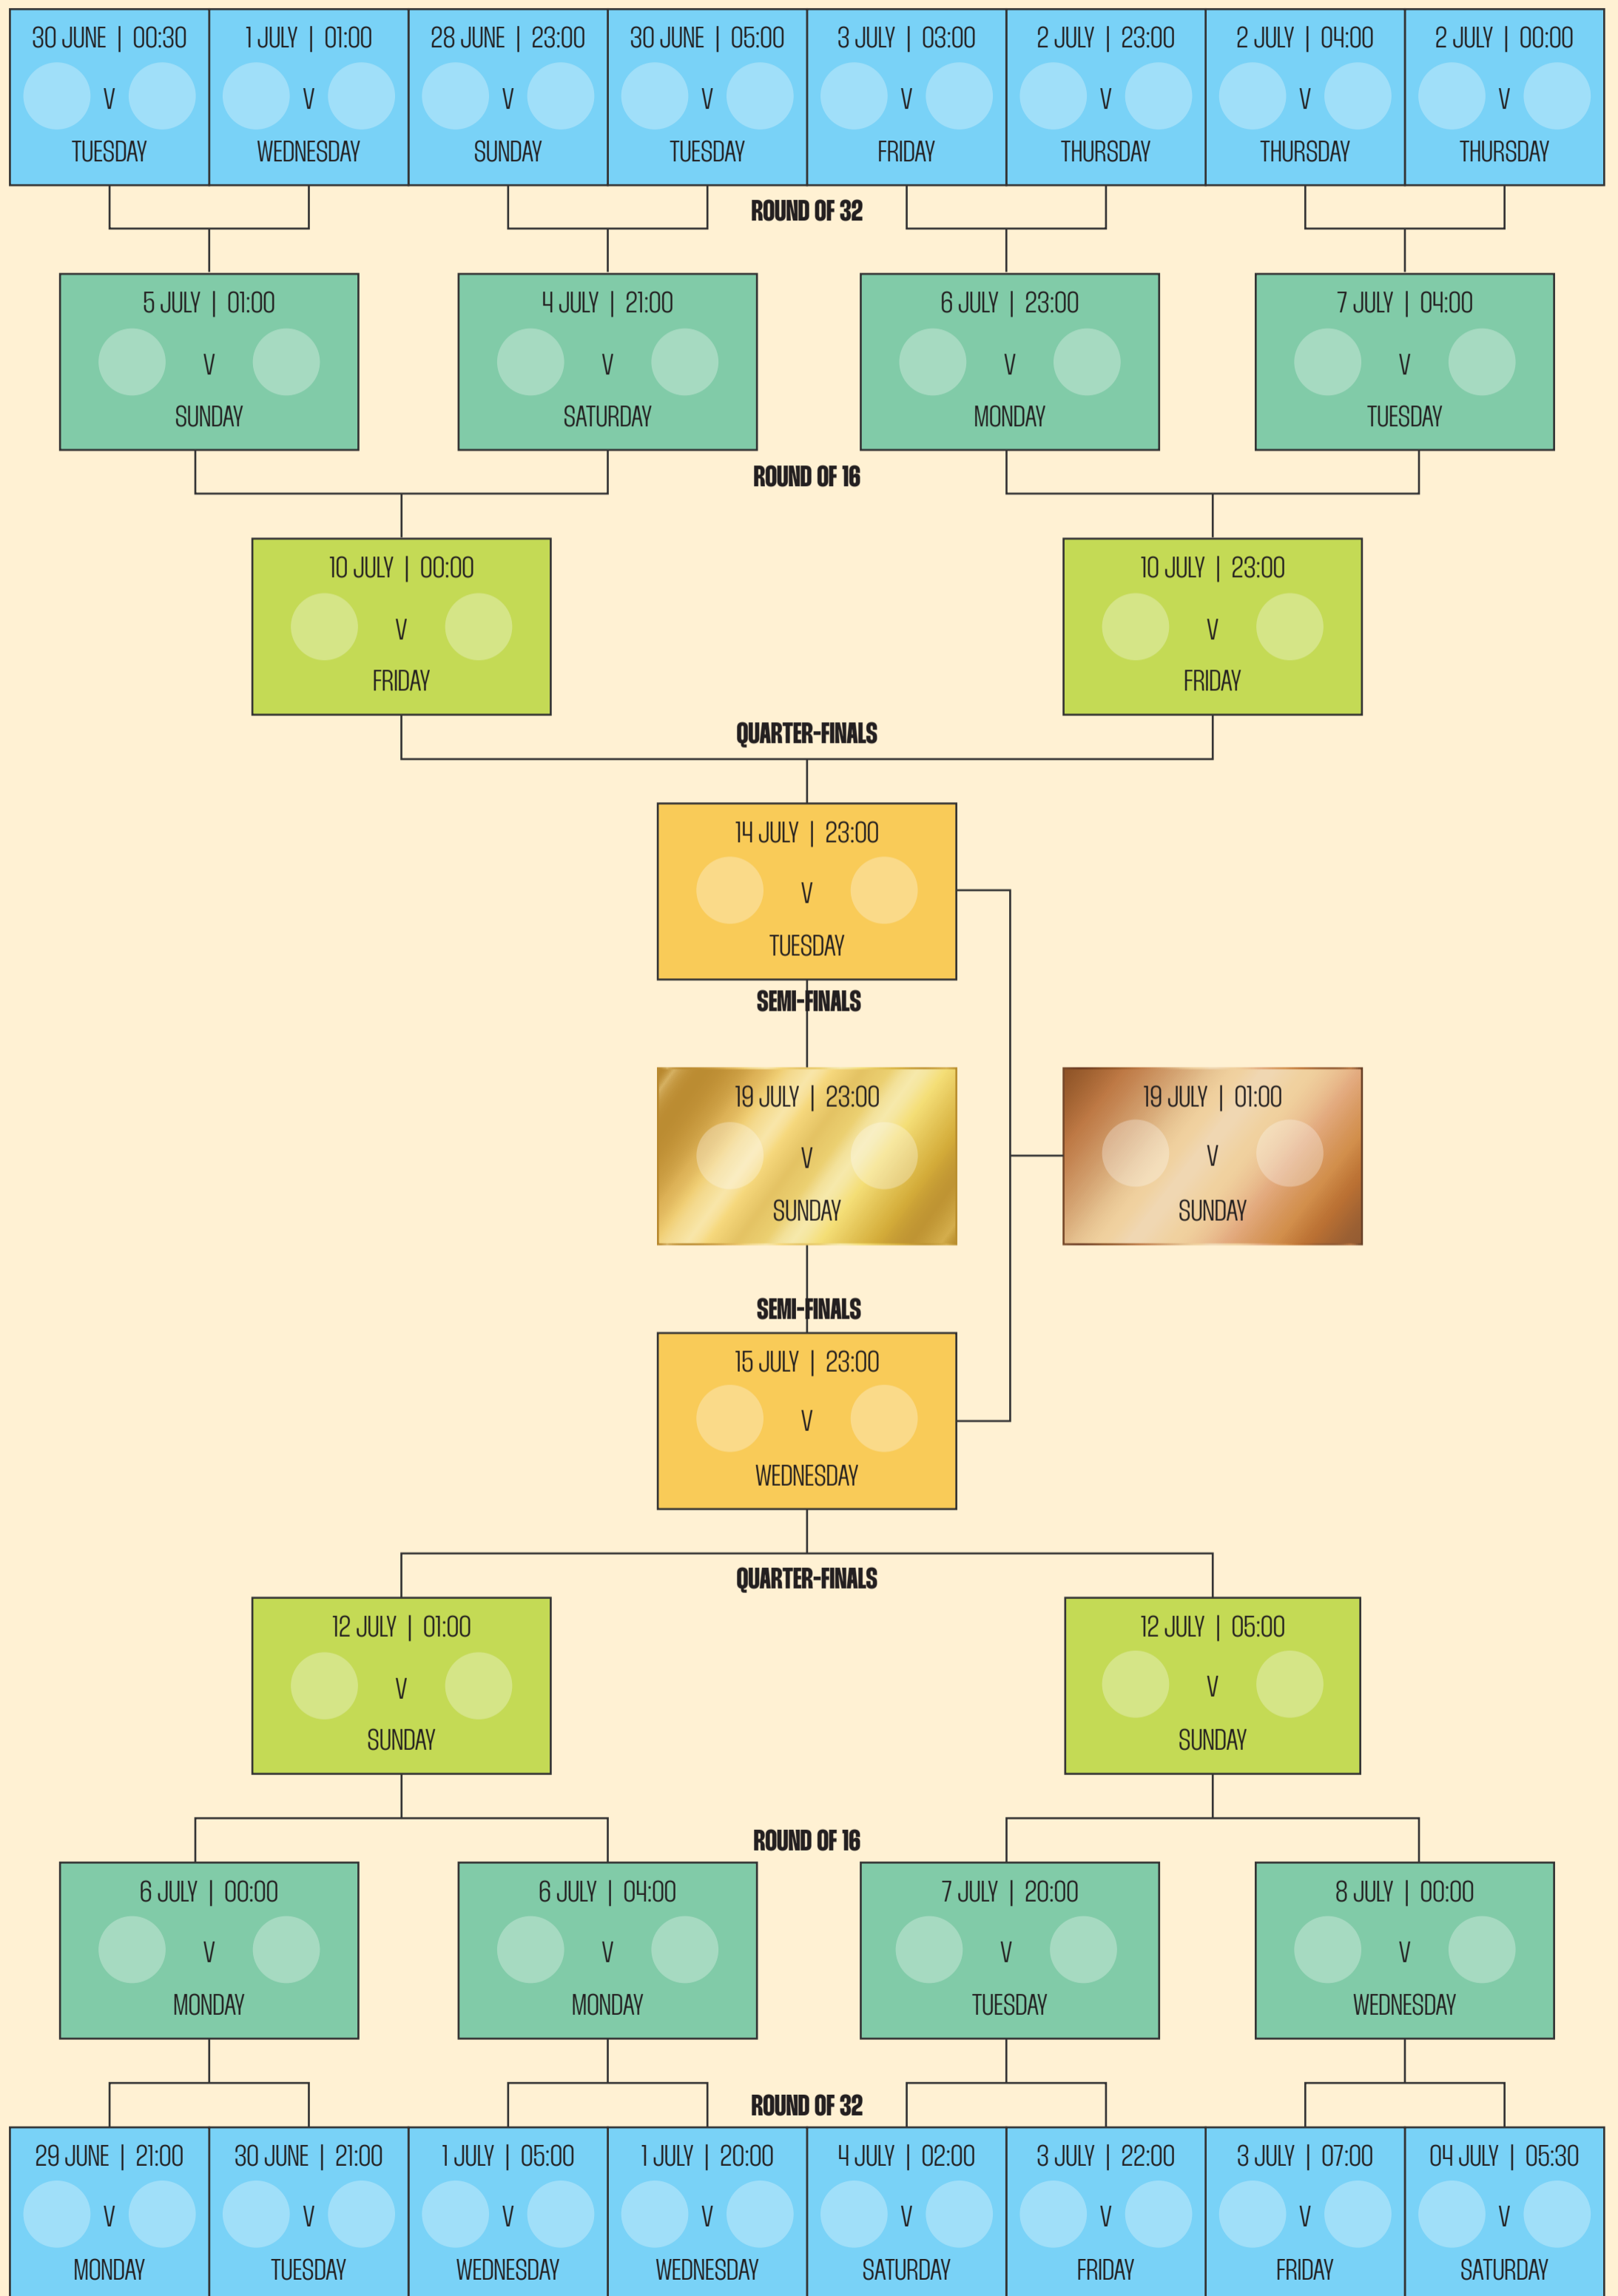 30 JUNE | 00:30
V
TUESDAY
1 JULY | 01:00
V
WEDNESDAY
28 JUNE | 23:00
V
SUNDAY
30 JUNE | 05:00
V
TUESDAY
3 JULY | 03:00
V
FRIDAY
2 JULY | 23:00
V
THURSDAY
2 JULY | 04:00
V
THURSDAY
2 JULY | 00:00
V
THURSDAY
ROUND OF 32
5 JULY | 01:00
V
SUNDAY
4 JULY | 21:00
V
SATURDAY
6 JULY | 23:00
V
MONDAY
7 JULY | 04:00
V
TUESDAY
ROUND OF 16
10 JULY | 00:00
V
FRIDAY
10 JULY | 23:00
V
FRIDAY
QUARTER-FINALS
14 JULY | 23:00
V
TUESDAY
SEMI-FINALS
19 JULY | 23:00
V
SUNDAY
19 JULY | 01:00
V
SUNDAY
SEMI-FINALS
15 JULY | 23:00
V
WEDNESDAY
QUARTER-FINALS
12 JULY | 01:00
V
SUNDAY
12 JULY | 05:00
V
SUNDAY
ROUND OF 16
6 JULY | 00:00
V
MONDAY
6 JULY | 04:00
V
MONDAY
7 JULY | 20:00
V
TUESDAY
8 JULY | 00:00
V
WEDNESDAY
ROUND OF 32
29 JUNE | 21:00
V
MONDAY
30 JUNE | 21:00
V
TUESDAY
1 JULY | 05:00
V
WEDNESDAY
1 JULY | 20:00
V
WEDNESDAY
4 JULY | 02:00
V
SATURDAY
3 JULY | 22:00
V
FRIDAY
3 JULY | 07:00
V
FRIDAY
04 JULY | 05:30
V
SATURDAY